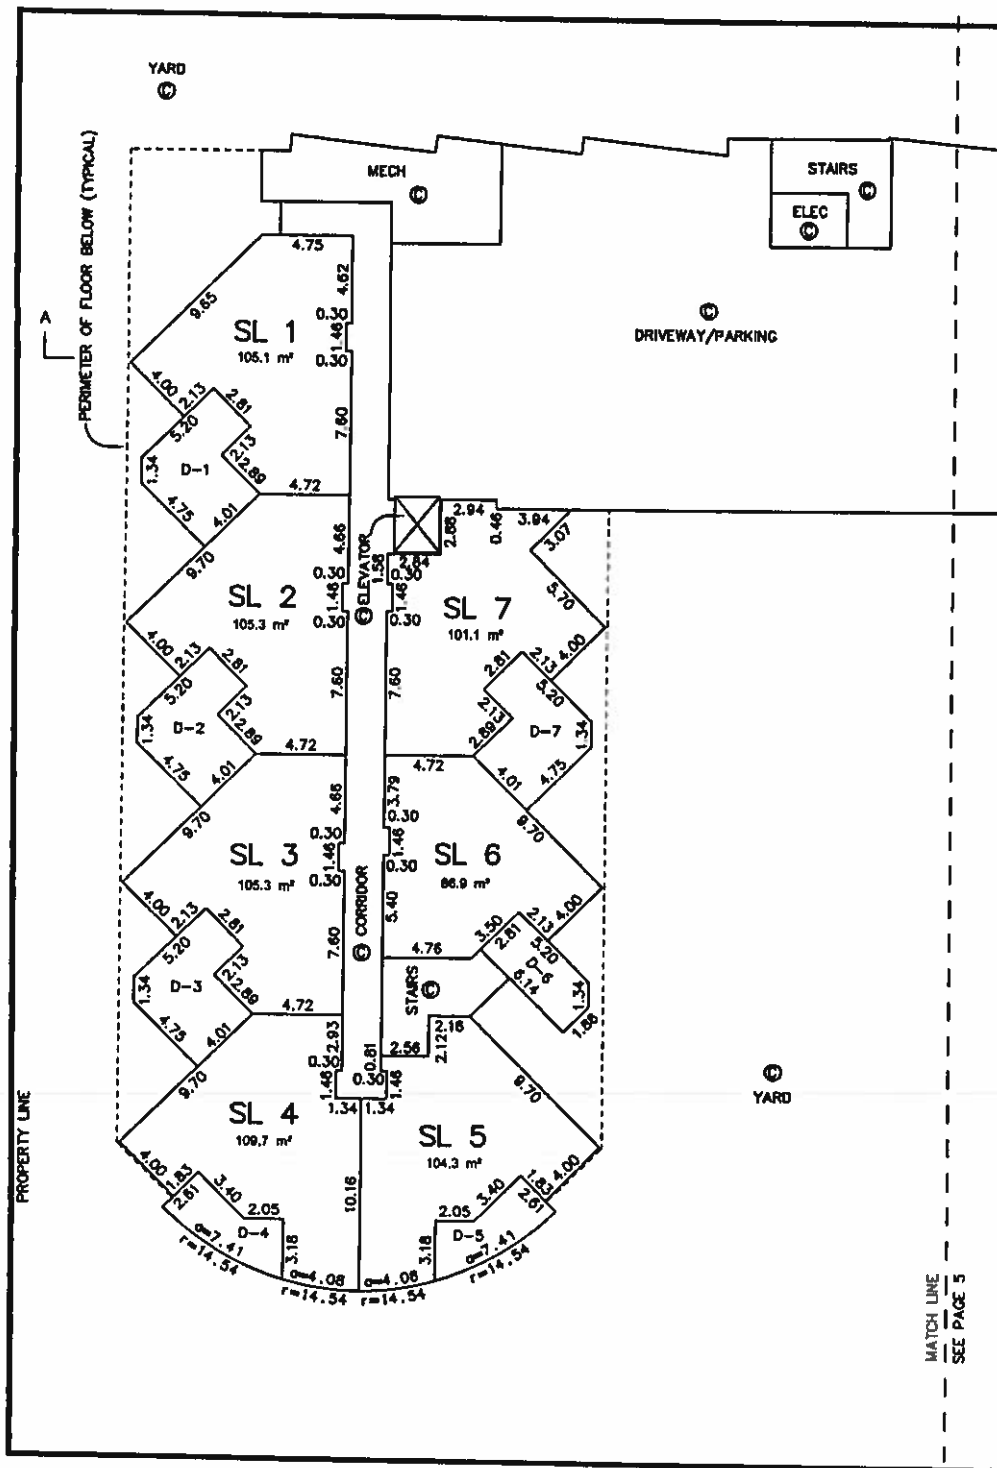 YARD
©
PERIMETER OF FLOOR BELOW (TYPICAL)
A
MECH
©
STAIRS
©
ELEC
©
4.75
4.62
9.65
0.30
SL 1
1.46
105.1 m²
0.30
©
DRIVEWAY/PARKING
4.00
2.13
2.81
5.20
7.60
2.13
1.34
D-1
2.89
4.72
4.75
4.01
2.94
0.46
3.94
2.68
3.07
4.66
ELEVATOR
©
1.58
2.64
9.70
0.30
0.30
SL 2
1.46
1.46
105.3 m²
0.30
0.30
SL 7
101.1 m²
5.70
4.00
2.13
2.81
5.20
7.60
7.60
2.81
2.13
4.00
5.20
2.13
2.13
1.34
D-2
2.89
4.72
2.89
D-7
1.34
4.72
4.75
4.01
4.01
4.75
4.66
3.79
9.70
0.30
0.30
9.70
SL 3
1.46
1.46
105.3 m²
0.30
0.30
SL 6
86.9 m²
4.00
2.13
2.81
5.20
7.60
CORRIDOR
©
5.40
3.50
2.81
2.13
4.00
5.20
4.76
D-6
2.13
1.34
D-3
2.89
4.72
STAIRS
©
6.14
1.34
1.88
4.75
4.01
2.93
0.81
2.56
2.12
2.16
9.70
0.30
0.30
1.46
1.46
9.70
1.34
1.34
SL 4
109.7 m²
SL 5
104.3 m²
©
YARD
4.00
1.83
2.61
3.40
2.05
10.16
2.05
3.40
1.83
4.00
2.61
D-4
3.18
3.18
D-5
a=7.41
r=14.54
a=4.08
r=14.54
a=4.08
r=14.54
a=7.41
r=14.54
PROPERTY LINE
MATCH LINE
SEE PAGE 5